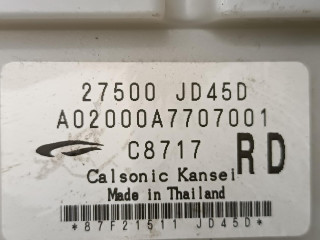 27500 JD45D
A02000A7707001
C8717 RD
Calsonic Kansei
Made in Thailand
*87F21511 JD45D*